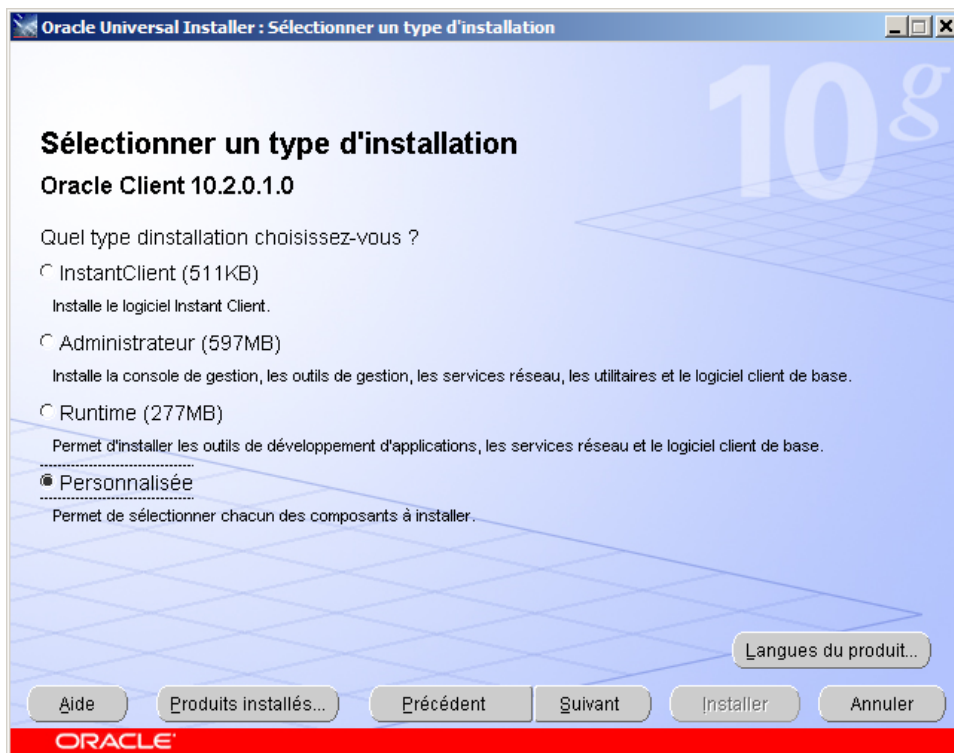 Oracle Universal Installer : Sélectionner un type d'installation
10g
Sélectionner un type d'installation
Oracle Client 10.2.0.1.0
Quel type dinstallation choisissez-vous ?
InstantClient (511KB)
Installe le logiciel Instant Client.
Administrateur (597MB)
Installe la console de gestion, les outils de gestion, les services réseau, les utilitaires et le logiciel client de base.
Runtime (277MB)
Permet d'installer les outils de développement d'applications, les services réseau et le logiciel client de base.
Personnalisée
Permet de sélectionner chacun des composants à installer.
Langues du produit...
Aide Produits installés... Précédent Suivant Installer Annuler
ORACLE